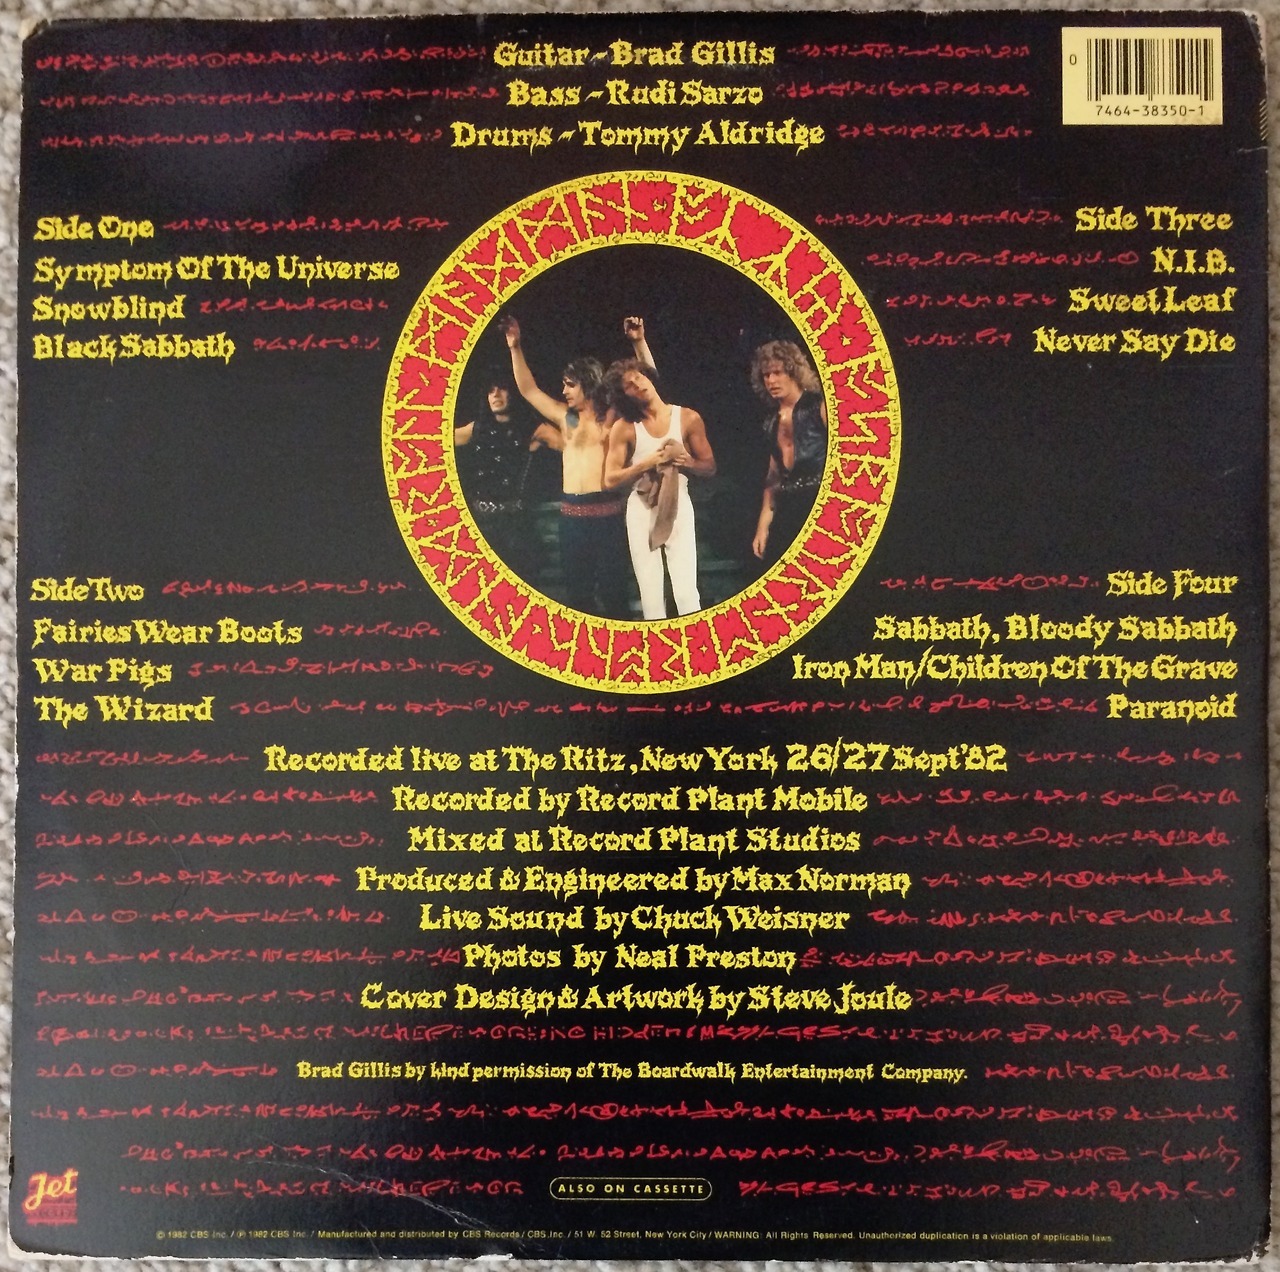 Guitar ~ Brad Gillis
Bass ~ Rudi Sarzo
Drums ~ Tommy Aldridge
0
7464-38350-1
Side One
Symptom Of The Universe
Snowblind
Black Sabbath
Side Three
N.I.B.
Sweet Leaf
Never Say Die
Side Two
Fairies Wear Boots
War Pigs
The Wizard
Side Four
Sabbath, Bloody Sabbath
Iron Man/Children Of The Grave
Paranoid
Recorded live at The Ritz, New York 26/27 Sept '82
Recorded by Record Plant Mobile
Mixed at Record Plant Studios
Produced & Engineered by Max Norman
Live Sound by Chuck Weisner
Photos by Neal Preston
Cover Design & Artwork by Steve Joule
Brad Gillis by kind permission of The Boardwalk Entertainment Company.
Jet
ALSO ON CASSETTE
© 1982 CBS Inc. / ℗ 1982 CBS Inc. / Manufactured and distributed by CBS Records / CBS Inc. / 51 W. 52 Street, New York City / WARNING: All Rights Reserved. Unauthorized duplication is a violation of applicable laws.